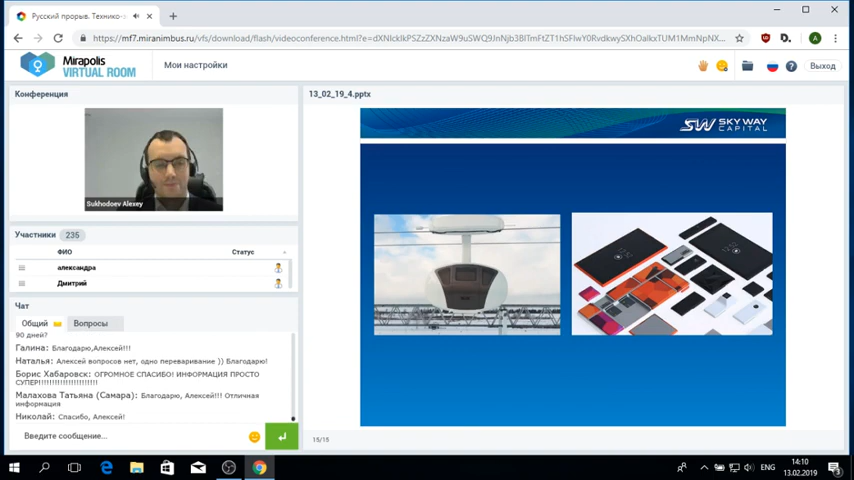 Русский прорыв. Технико-
https://mf7.miranimbus.ru/vfs/download/flash/videoconference.html?
Mirapolis
VIRTUAL ROOM
Мои настройки
Выход
Конференция
13_02_19_4.pptx
SW SKY WAY
CAPITAL
Sukhodoev Alexey
Участники 235
ФИО Статус
александра
Дмитрий
Чат
Общий Вопросы
90 дней?
Галина: Благодарю,Алексей!!!
Наталья: Алексей вопросов нет, одно переваривание )) Благодарю!
Борис Хабаровск: ОГРОМНОЕ СПАСИБО! ИНФОРМАЦИЯ ПРОСТО
СУПЕР!!!!!!!!!!!!!!!!!!!!!!
Малахова Татьяна (Самара): Благодарю, Алексей!!! Отличная
информация
Николай: Спасибо, Алексей!
Введите сообщение...
15/15
ENG
14:10
13.02.2019